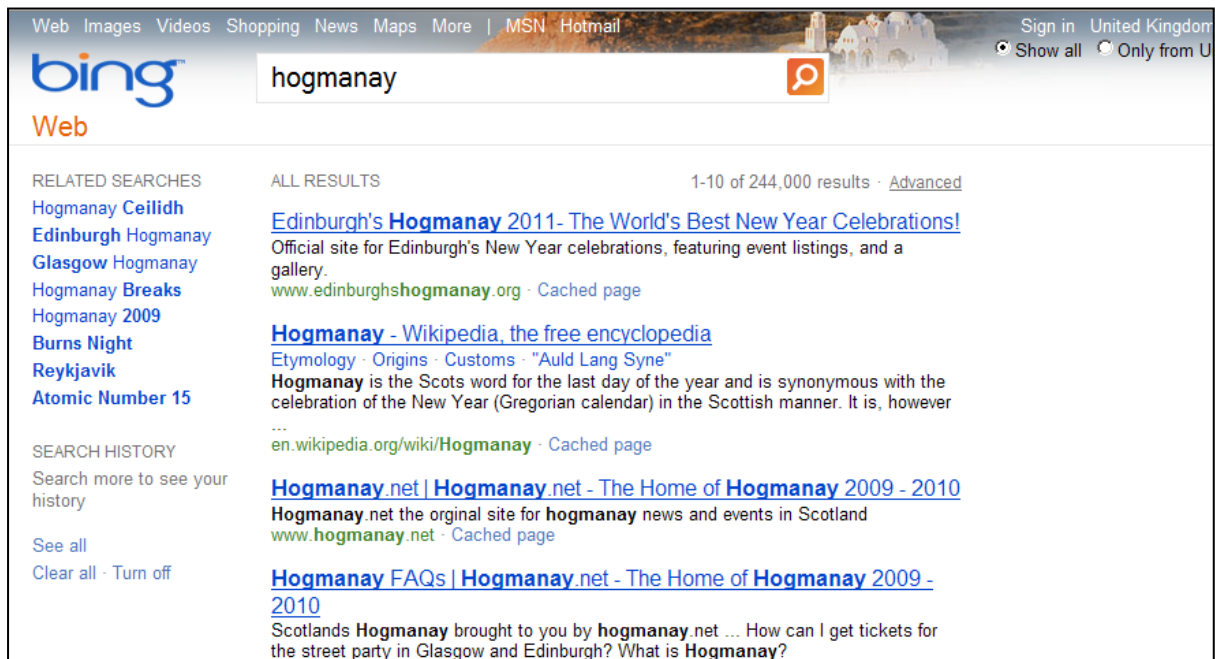 Web Images Videos Shopping News Maps More | MSN Hotmail
Sign in United Kingdom
Show all Only from U
bing™
hogmanay
Web
RELATED SEARCHES
Hogmanay Ceilidh
Edinburgh Hogmanay
Glasgow Hogmanay
Hogmanay Breaks
Hogmanay 2009
Burns Night
Reykjavik
Atomic Number 15
SEARCH HISTORY
Search more to see your
history
See all
Clear all · Turn off
ALL RESULTS
1-10 of 244,000 results · Advanced
Edinburgh's Hogmanay 2011- The World's Best New Year Celebrations!
Official site for Edinburgh's New Year celebrations, featuring event listings, and a
gallery.
www.edinburghshogmanay.org · Cached page
Hogmanay - Wikipedia, the free encyclopedia
Etymology · Origins · Customs · "Auld Lang Syne"
Hogmanay is the Scots word for the last day of the year and is synonymous with the
celebration of the New Year (Gregorian calendar) in the Scottish manner. It is, however
...
en.wikipedia.org/wiki/Hogmanay · Cached page
Hogmanay.net | Hogmanay.net - The Home of Hogmanay 2009 - 2010
Hogmanay.net the orginal site for hogmanay news and events in Scotland
www.hogmanay.net · Cached page
Hogmanay FAQs | Hogmanay.net - The Home of Hogmanay 2009 -
2010
Scotlands Hogmanay brought to you by hogmanay.net ... How can I get tickets for
the street party in Glasgow and Edinburgh? What is Hogmanay?